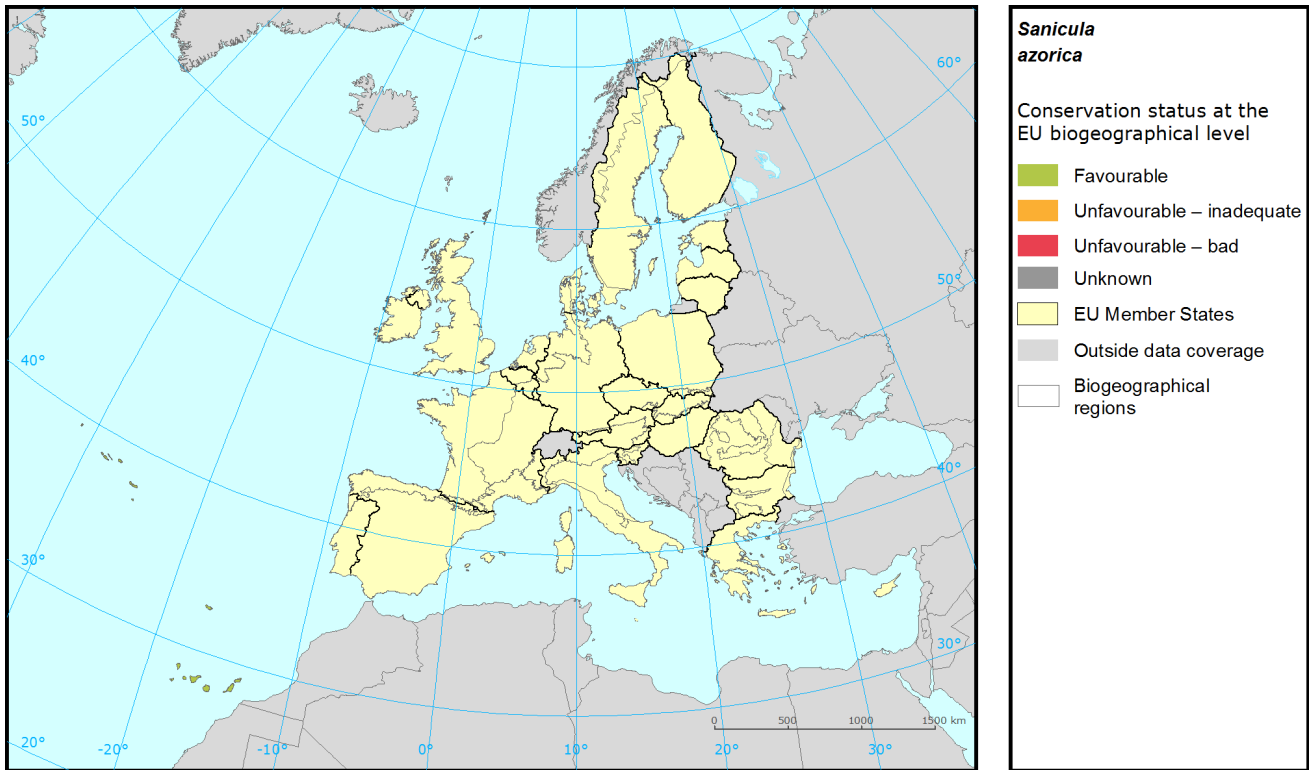 60°
50°
50°
40°
40°
30°
30°
20°
-20°
-10°
0°
10°
20°
30°
0 500 1000 1500 km
Sanicula
azorica
Conservation status at the
EU biogeographical level
Favourable
Unfavourable – inadequate
Unfavourable – bad
Unknown
EU Member States
Outside data coverage
Biogeographical
regions